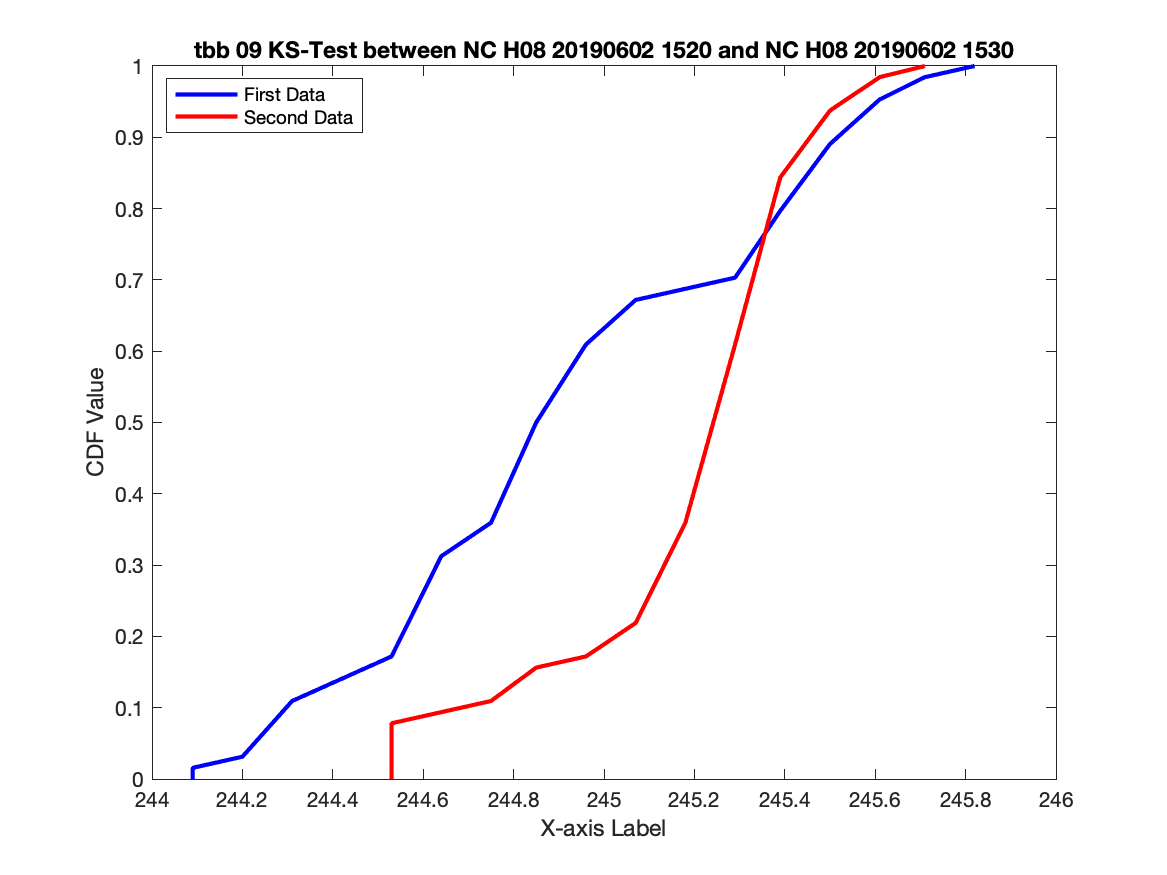 tbb 09 KS-Test between NC H08 20190602 1520 and NC H08 20190602 1530
First Data
Second Data
1
0.9
0.8
0.7
0.6
0.5
0.4
0.3
0.2
0.1
0
CDF Value
244 244.2 244.4 244.6 244.8 245 245.2 245.4 245.6 245.8 246
X-axis Label